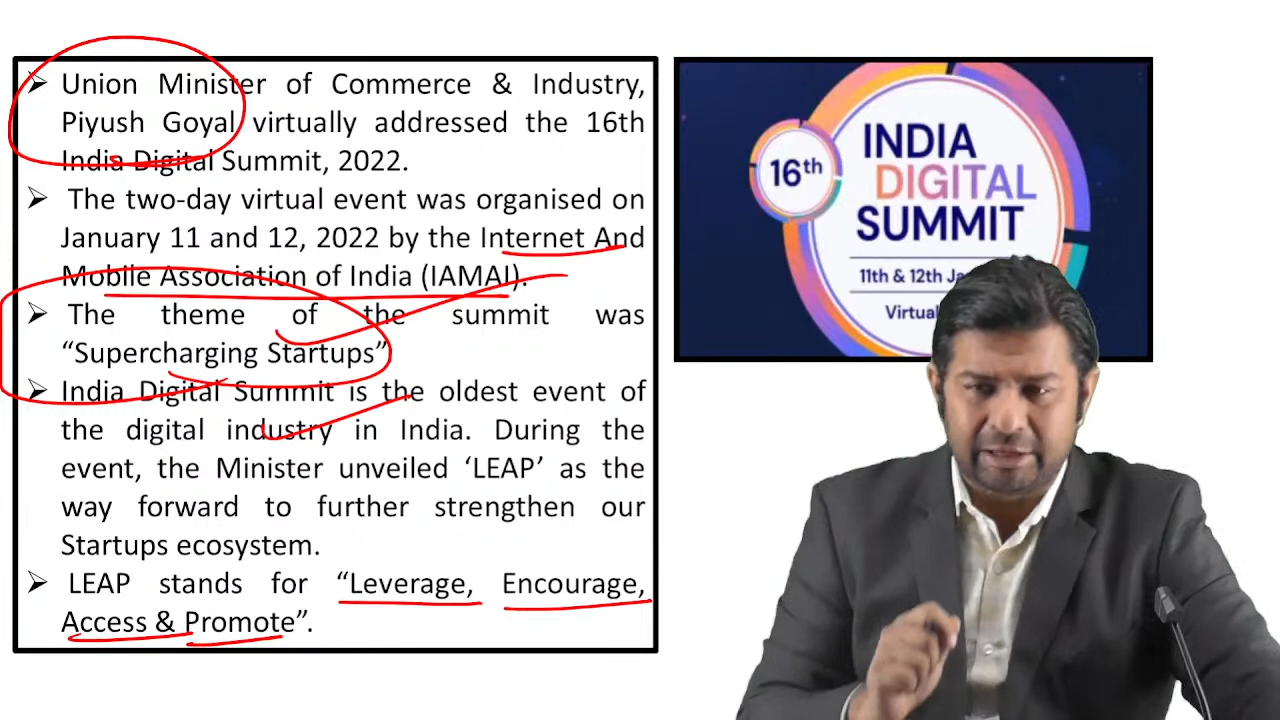 ➢ Union Minister of Commerce & Industry,
Piyush Goyal virtually addressed the 16th
India Digital Summit, 2022.
➢ The two-day virtual event was organised on
January 11 and 12, 2022 by the Internet And
Mobile Association of India (IAMAI).
➢ The theme of the summit was
“Supercharging Startups”
➢ India Digital Summit is the oldest event of
the digital industry in India. During the
event, the Minister unveiled ‘LEAP’ as the
way forward to further strengthen our
Startups ecosystem.
➢ LEAP stands for “Leverage, Encourage,
Access & Promote”.
16th
INDIA
DIGITAL
SUMMIT
11th & 12th
Virtual